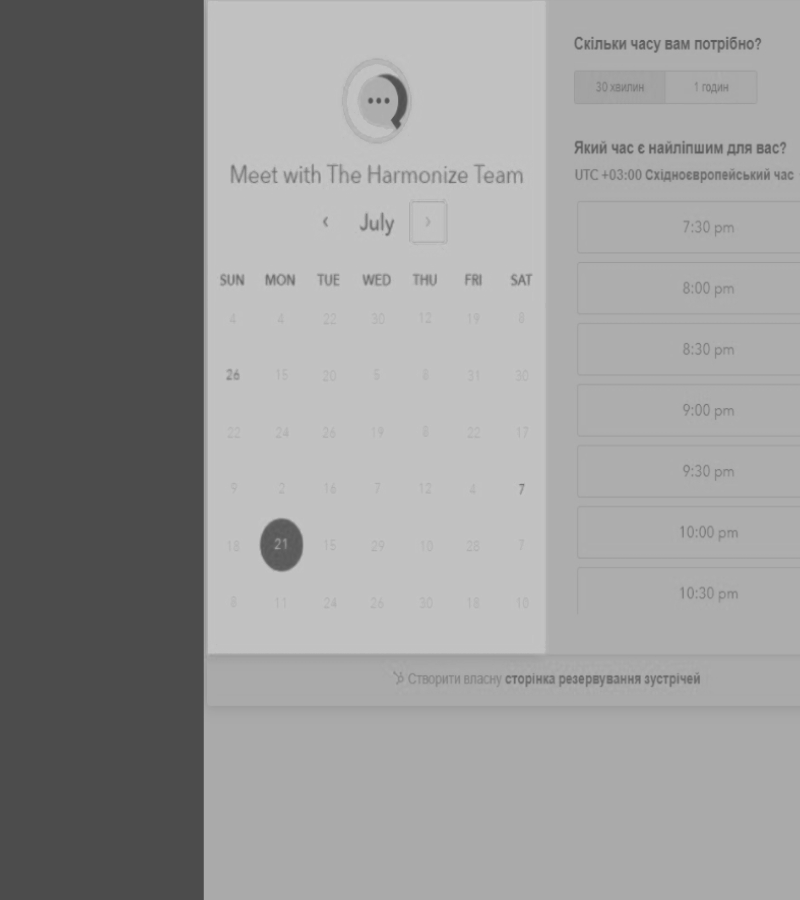 Meet with The Harmonize Team
‹ July ›
SUN MON TUE WED THU FRI SAT
4 4 22 30 12 19 8
26 15 20 5 8 31 30
22 24 26 19 8 22 17
9 2 16 7 12 4 7
18 21 15 29 10 28 7
8 11 24 26 30 18 10
Скільки часу вам потрібно?
30 хвилин 1 годин
Який час є найліпшим для вас?
UTC +03:00 Східноєвропейський час
7:30 pm
8:00 pm
8:30 pm
9:00 pm
9:30 pm
10:00 pm
10:30 pm
Створити власну сторінка резервування зустрічей